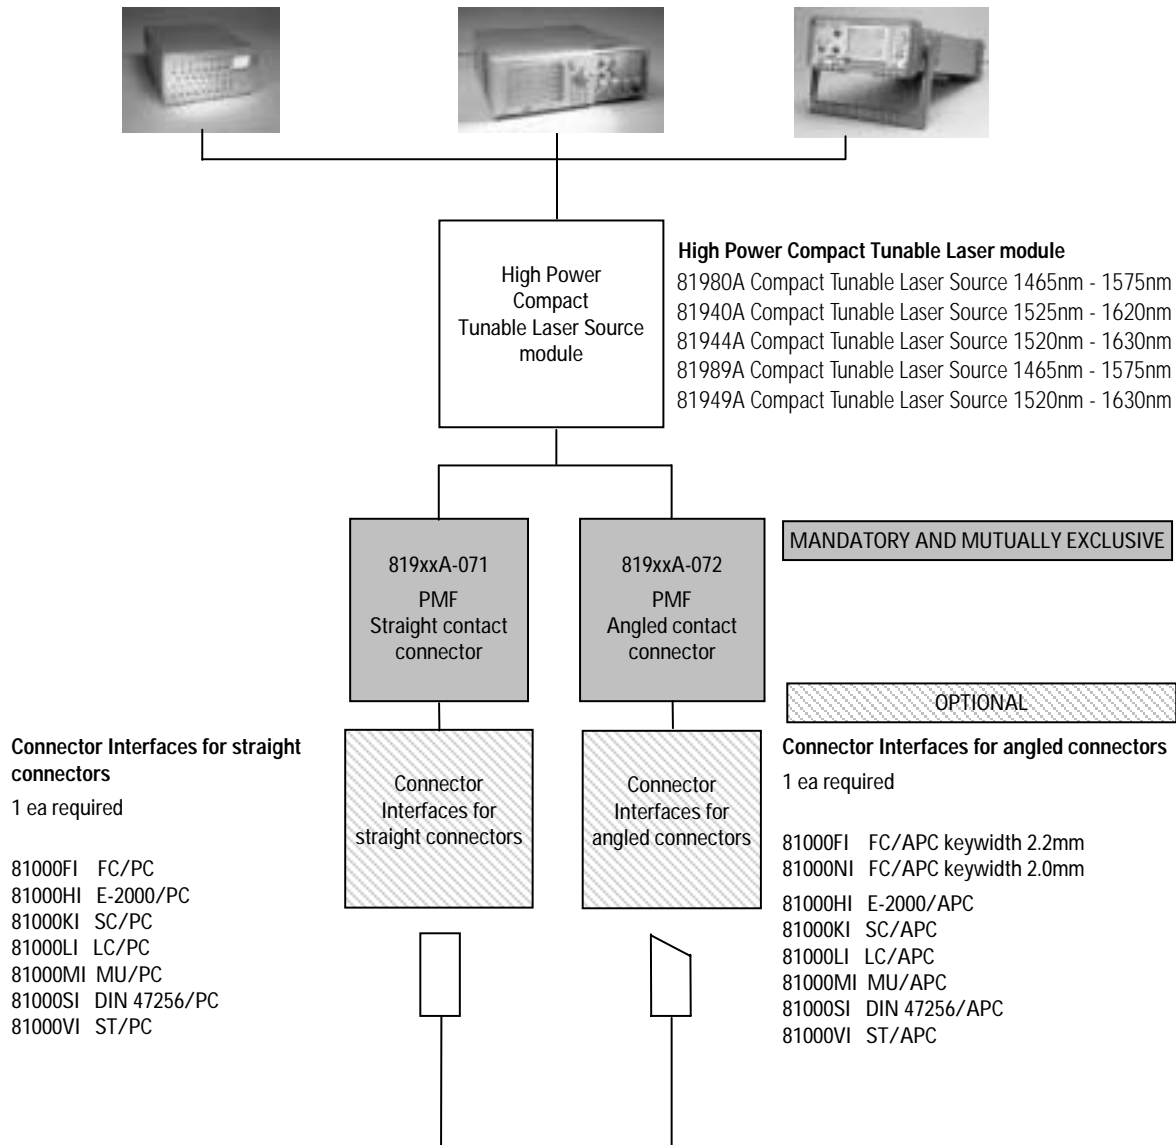 High Power
Compact
Tunable Laser Source
module
High Power Compact Tunable Laser module
81980A Compact Tunable Laser Source 1465nm - 1575nm
81940A Compact Tunable Laser Source 1525nm - 1620nm
81944A Compact Tunable Laser Source 1520nm - 1630nm
81989A Compact Tunable Laser Source 1465nm - 1575nm
81949A Compact Tunable Laser Source 1520nm - 1630nm
819xxA-071
PMF
Straight contact
connector
819xxA-072
PMF
Angled contact
connector
MANDATORY AND MUTUALLY EXCLUSIVE
OPTIONAL
Connector Interfaces for straight
connectors
1 ea required
81000FI FC/PC
81000HI E-2000/PC
81000KI SC/PC
81000LI LC/PC
81000MI MU/PC
81000SI DIN 47256/PC
81000VI ST/PC
Connector
Interfaces for
straight connectors
Connector
Interfaces for
angled connectors
Connector Interfaces for angled connectors
1 ea required
81000FI FC/APC keywidth 2.2mm
81000NI FC/APC keywidth 2.0mm
81000HI E-2000/APC
81000KI SC/APC
81000LI LC/APC
81000MI MU/APC
81000SI DIN 47256/APC
81000VI ST/APC